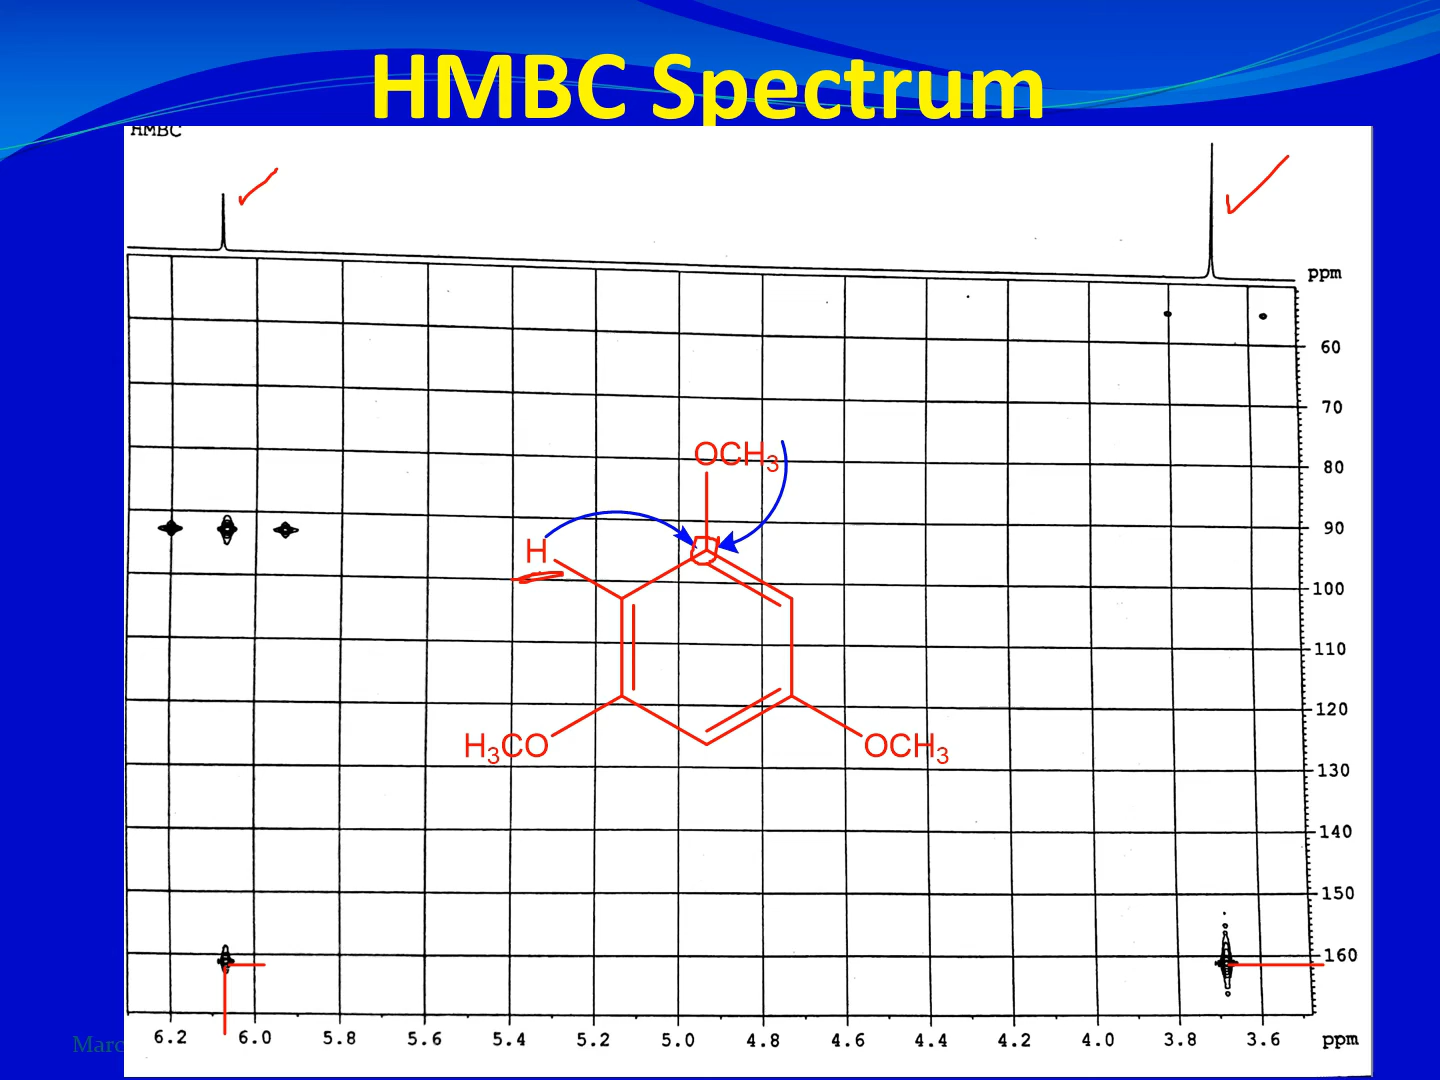 HMBC Spectrum
HMBC
ppm
60
70
80
90
100
110
120
130
140
150
160
OCH3
H
H3CO
OCH3
6.2 6.0 5.8 5.6 5.4 5.2 5.0 4.8 4.6 4.4 4.2 4.0 3.8 3.6 ppm
Marc